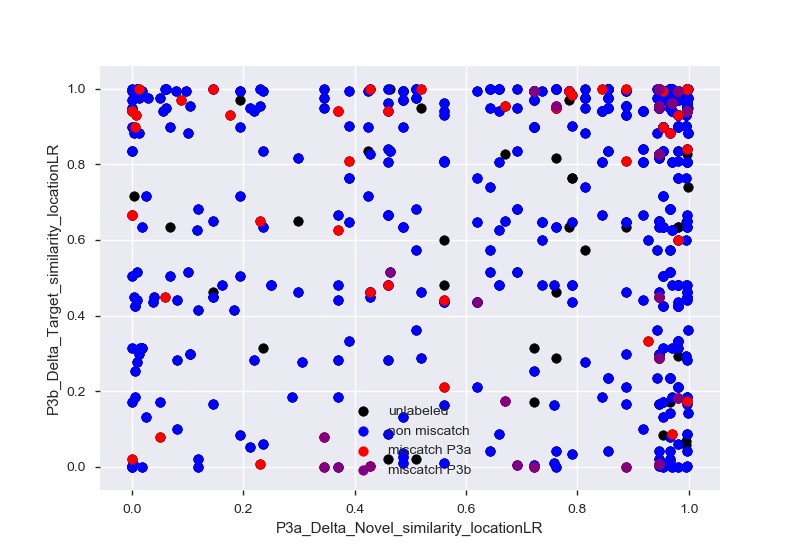 1.0
0.8
0.6
0.4
0.2
0.0
P3b_Delta_Target_similarity_locationLR
unlabeled
non miscatch
miscatch P3a
miscatch P3b
0.0 0.2 0.4 0.6 0.8 1.0
P3a_Delta_Novel_similarity_locationLR